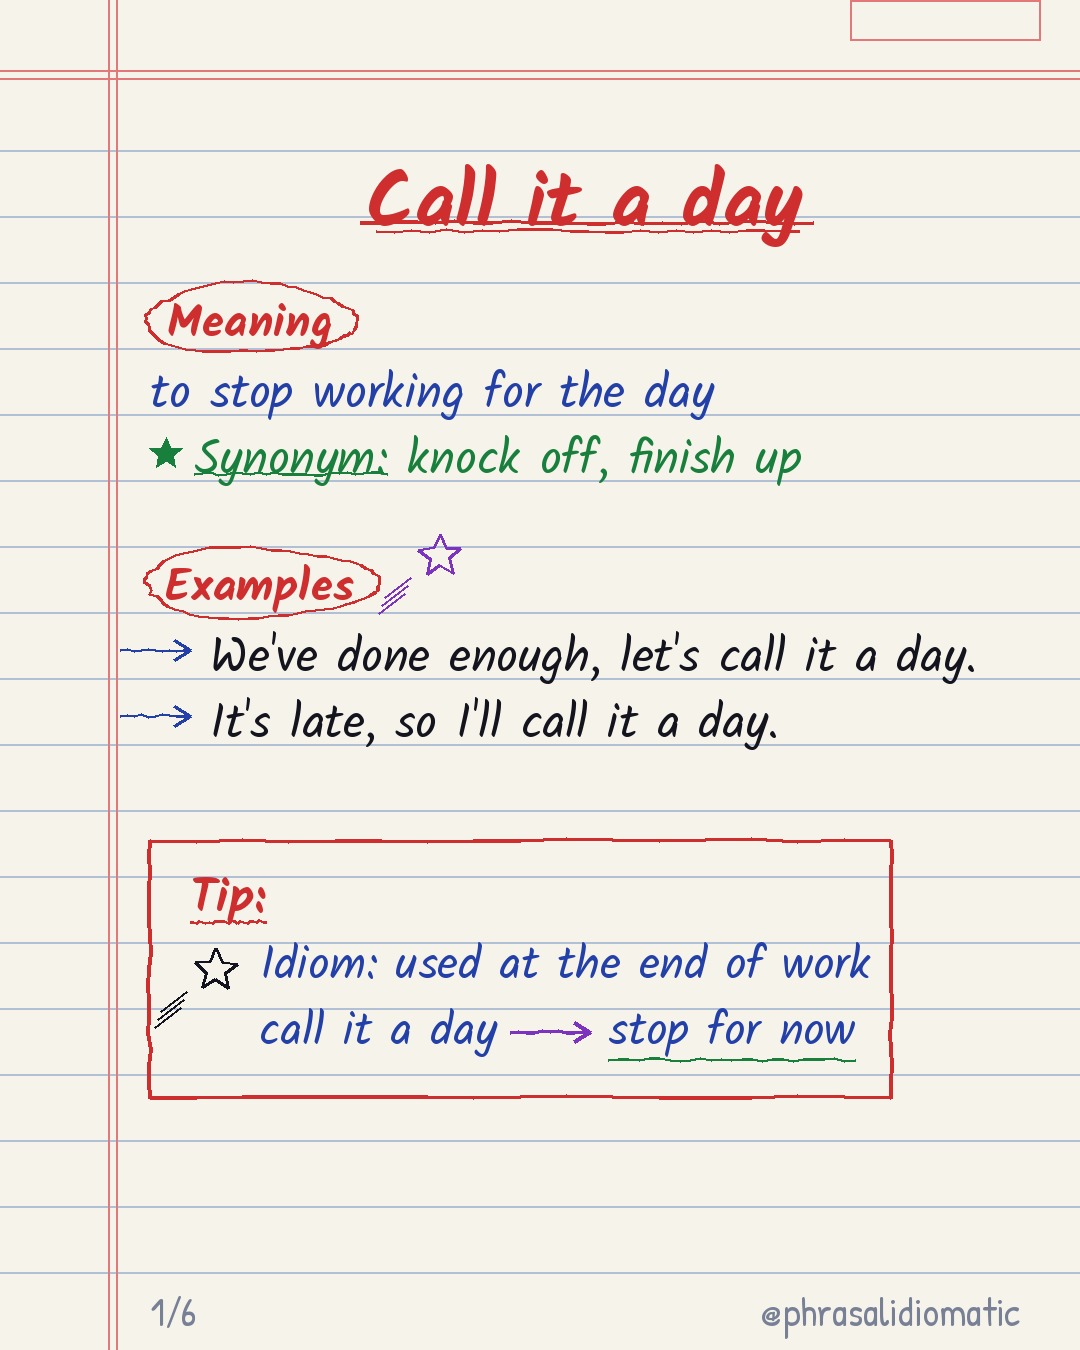 Call it a day
Meaning
to stop working for the day
★ Synonym: knock off, finish up
Examples
→ We've done enough, let's call it a day.
→ It's late, so I'll call it a day.
Tip:
☆ Idiom: used at the end of work
call it a day → stop for now
1/6
@phrasalidiomatic